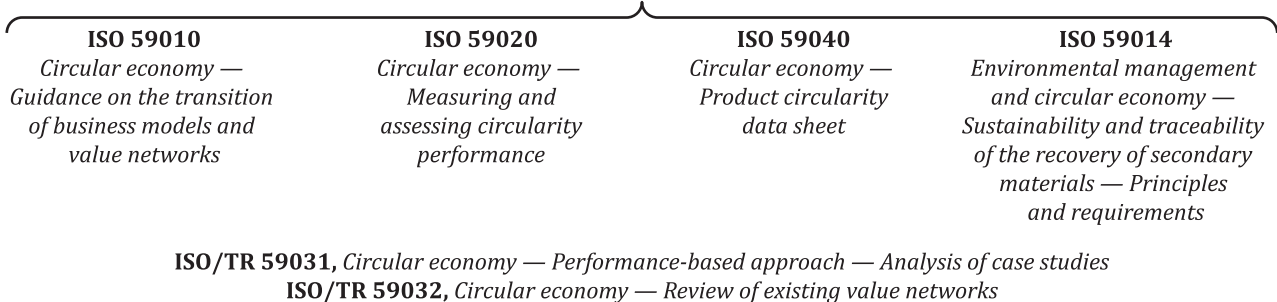 ISO 59010
Circular economy —
Guidance on the transition
of business models and
value networks
ISO 59020
Circular economy —
Measuring and
assessing circularity
performance
ISO 59040
Circular economy —
Product circularity
data sheet
ISO 59014
Environmental management
and circular economy —
Sustainability and traceability
of the recovery of secondary
materials — Principles
and requirements
ISO/TR 59031, Circular economy — Performance-based approach — Analysis of case studies
ISO/TR 59032, Circular economy — Review of existing value networks